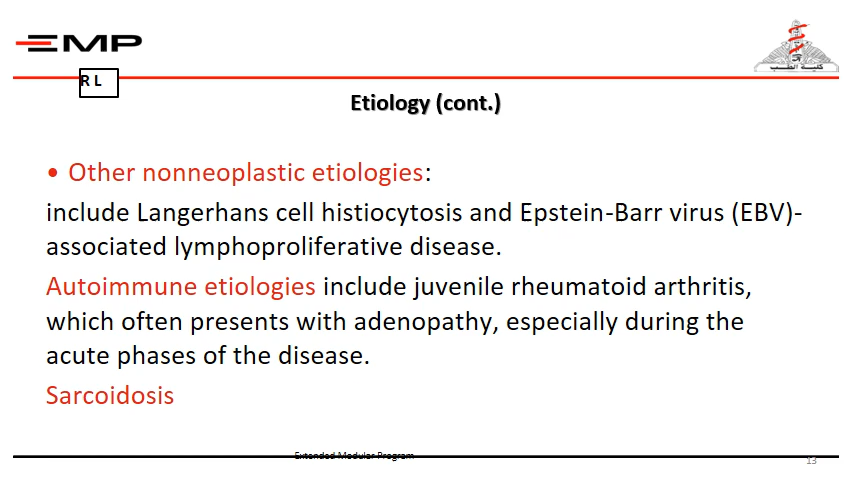 EMP
كلية الطب
R L
Etiology (cont.)
• Other nonneoplastic etiologies:
include Langerhans cell histiocytosis and Epstein-Barr virus (EBV)-
associated lymphoproliferative disease.
Autoimmune etiologies include juvenile rheumatoid arthritis,
which often presents with adenopathy, especially during the
acute phases of the disease.
Sarcoidosis
Extended Modular Program
13